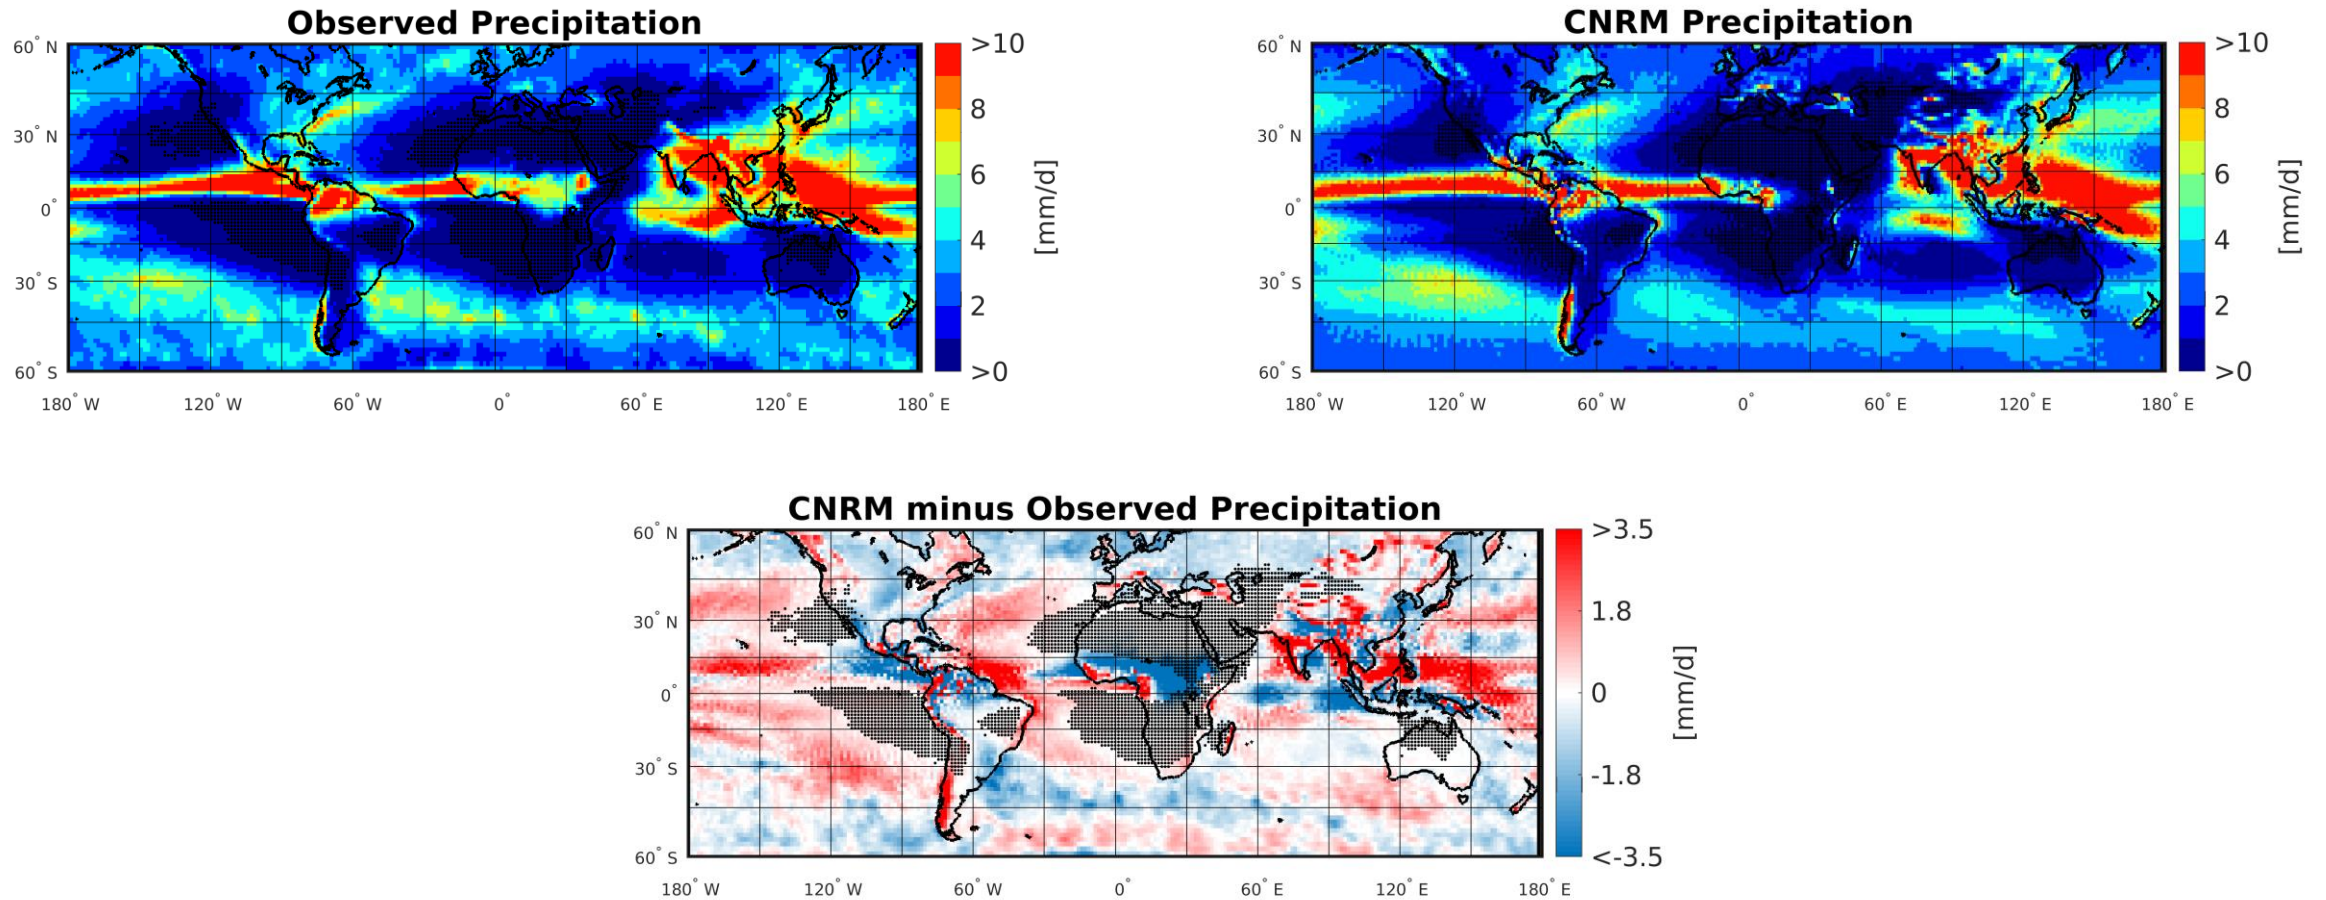 Observed Precipitation
60° N
30° N
0°
30° S
60° S
180° W
120° W
60° W
0°
60° E
120° E
180° E
>10
8
6
4
2
>0
[mm/d]
CNRM Precipitation
60° N
30° N
0°
30° S
60° S
180° W
120° W
60° W
0°
60° E
120° E
180° E
>10
8
6
4
2
>0
[mm/d]
CNRM minus Observed Precipitation
60° N
30° N
0°
30° S
60° S
180° W
120° W
60° W
0°
60° E
120° E
180° E
>3.5
1.8
0
-1.8
<-3.5
[mm/d]